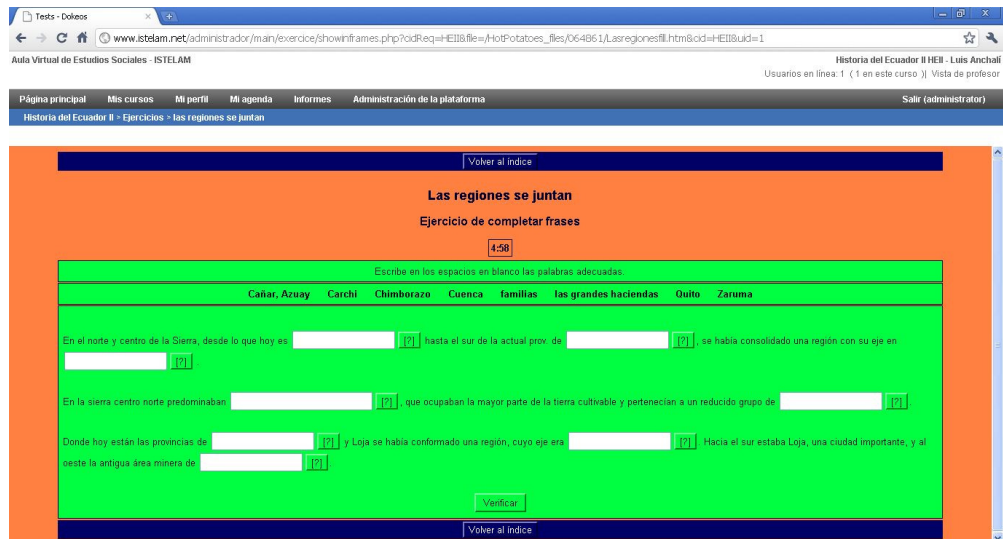 Tests - Dokeos
www.istelam.net/administrador/main/exercice/showinframes.php?cidReq=HEII&file=/HotPotatoes_files/064861/Lasregionesfill.htm&cid=HEII&uid=1
Aula Virtual de Estudios Sociales - ISTELAM Historia del Ecuador II HEII - Luis Anchalí
Usuarios en línea: 1 ( 1 en este curso )| Vista de profesor
Página principal Mis cursos Mi perfil Mi agenda Informes Administración de la plataforma Salir (administrator)
Historia del Ecuador II > Ejercicios > las regiones se juntan
Volver al índice
Las regiones se juntan
Ejercicio de completar frases
4:58
Escribe en los espacios en blanco las palabras adecuadas.
Cañar, Azuay Carchi Chimborazo Cuenca familias las grandes haciendas Quito Zaruma
En el norte y centro de la Sierra, desde lo que hoy es [?] hasta el sur de la actual prov. de [?] , se había consolidado una región con su eje en
[?] .
En la sierra centro norte predominaban [?] , que ocupaban la mayor parte de la tierra cultivable y pertenecían a un reducido grupo de [?] .
Donde hoy están las provincias de [?] y Loja se había conformado una región, cuyo eje era [?] . Hacia el sur estaba Loja, una ciudad importante, y al
oeste la antigua área minera de [?] .
Verificar
Volver al índice